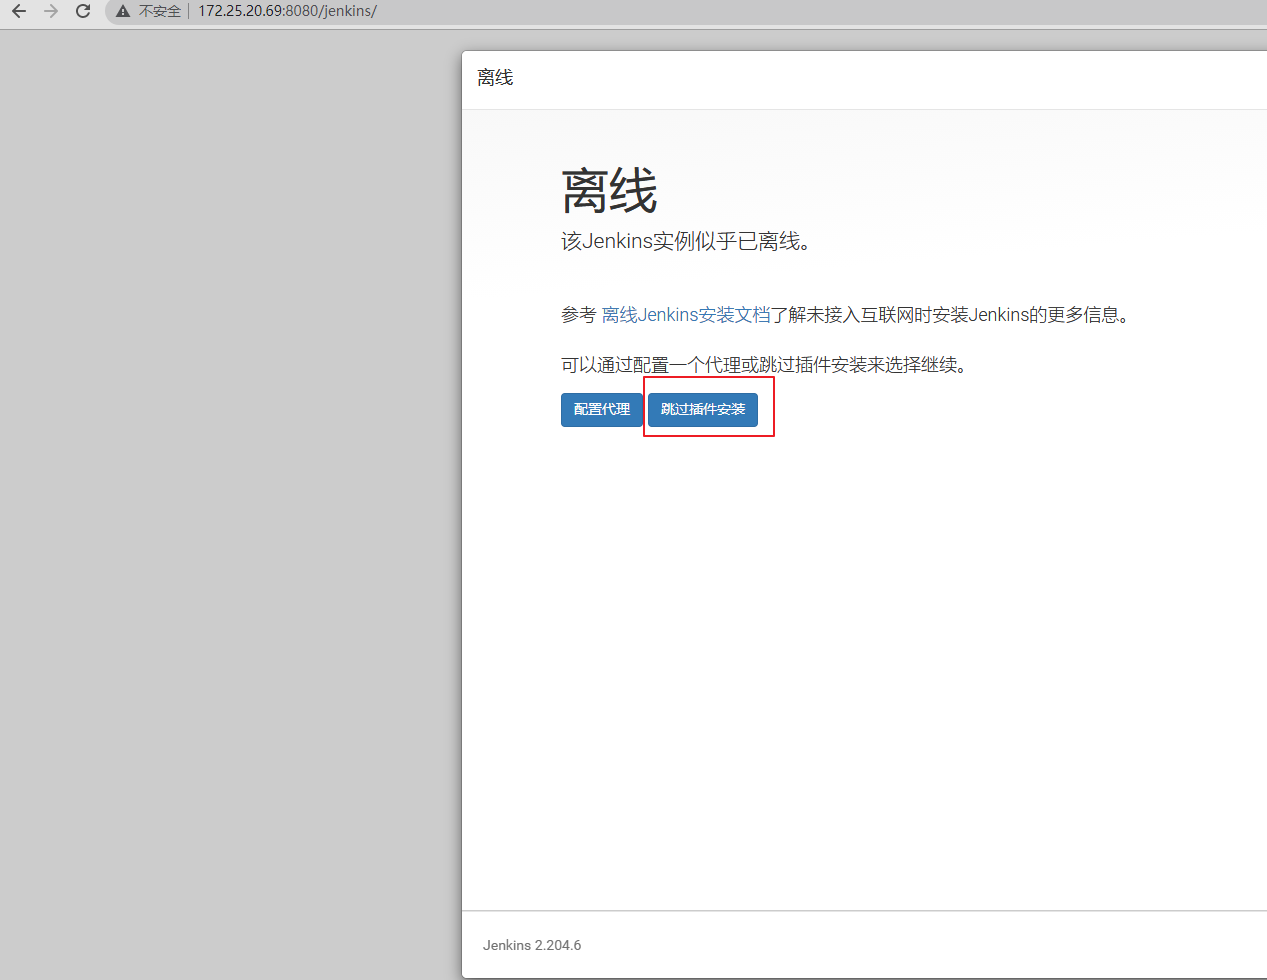 不安全 172.25.20.69:8080/jenkins/
离线
离线
该Jenkins实例似乎已离线。
参考 离线Jenkins安装文档了解未接入互联网时安装Jenkins的更多信息。
可以通过配置一个代理或跳过插件安装来选择继续。
配置代理 跳过插件安装
Jenkins 2.204.6